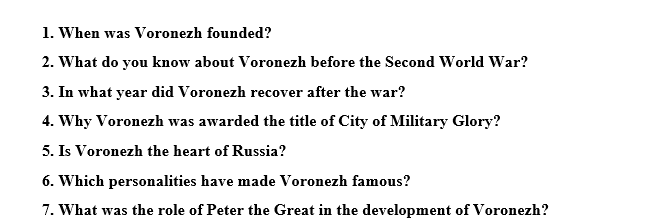 1. When was Voronezh founded?
2. What do you know about Voronezh before the Second World War?
3. In what year did Voronezh recover after the war?
4. Why Voronezh was awarded the title of City of Military Glory?
5. Is Voronezh the heart of Russia?
6. Which personalities have made Voronezh famous?
7. What was the role of Peter the Great in the development of Voronezh?